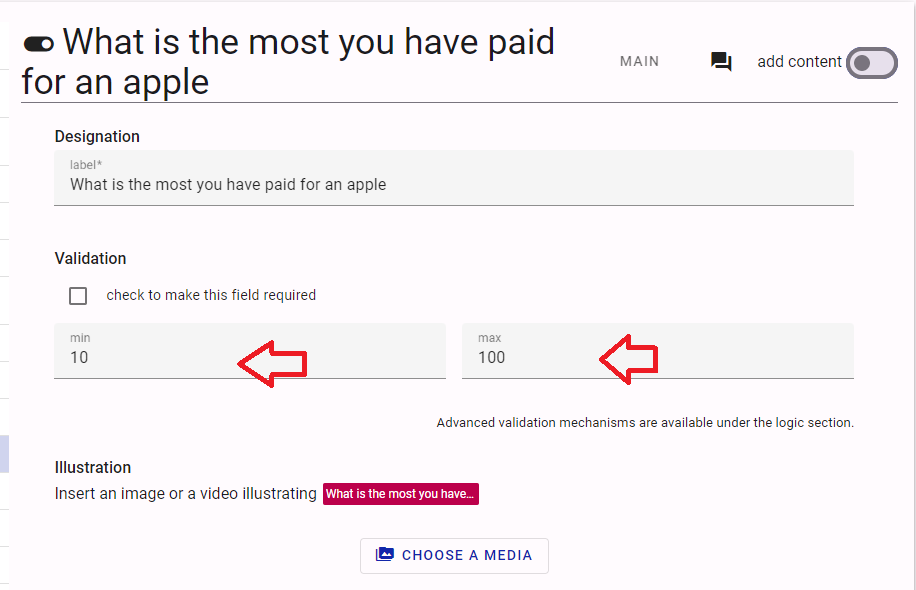 What is the most you have paid
for an apple
MAIN
add content
Designation
label*
What is the most you have paid for an apple
Validation
check to make this field required
min
10
max
100
Advanced validation mechanisms are available under the logic section.
Illustration
Insert an image or a video illustrating What is the most you have...
CHOOSE A MEDIA